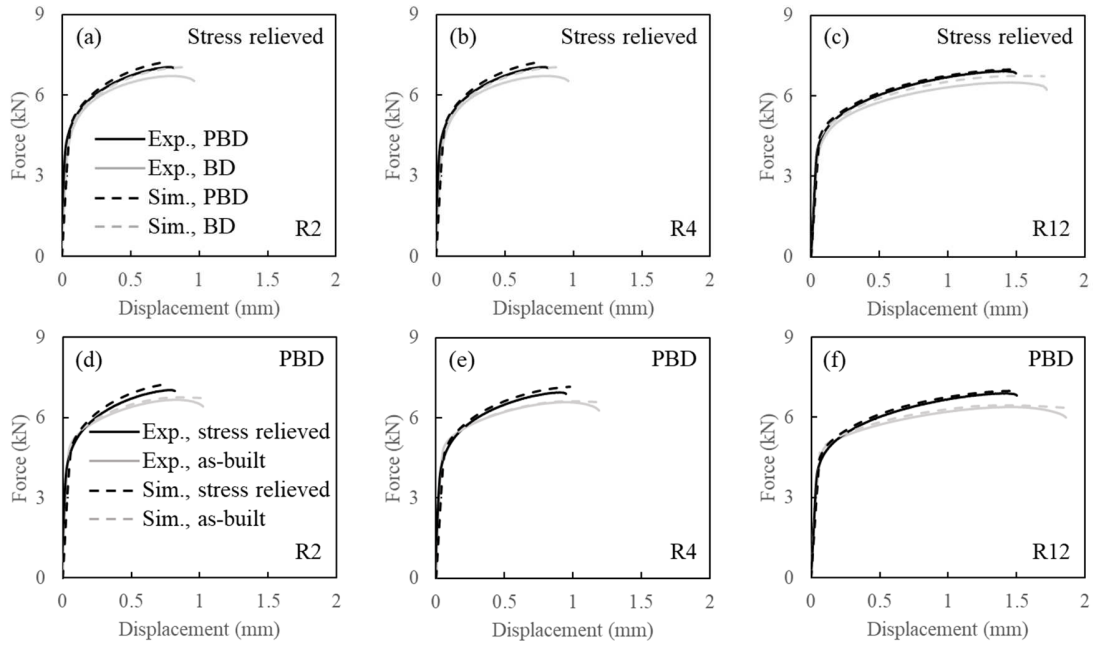 (a) Stress relieved
9
6
3
0
Force (kN)
Exp., PBD
Exp., BD
Sim., PBD
Sim., BD
R2
0 0.5 1 1.5 2
Displacement (mm)
(b) Stress relieved
9
6
3
0
Force (kN)
R4
0 0.5 1 1.5 2
Displacement (mm)
(c) Stress relieved
9
6
3
0
Force (kN)
R12
0 0.5 1 1.5 2
Displacement (mm)
(d) PBD
9
6
3
0
Force (kN)
Exp., stress relieved
Exp., as-built
Sim., stress relieved
Sim., as-built
R2
0 0.5 1 1.5 2
Displacement (mm)
(e) PBD
9
6
3
0
Force (kN)
R4
0 0.5 1 1.5 2
Displacement (mm)
(f) PBD
9
6
3
0
Force (kN)
R12
0 0.5 1 1.5 2
Displacement (mm)